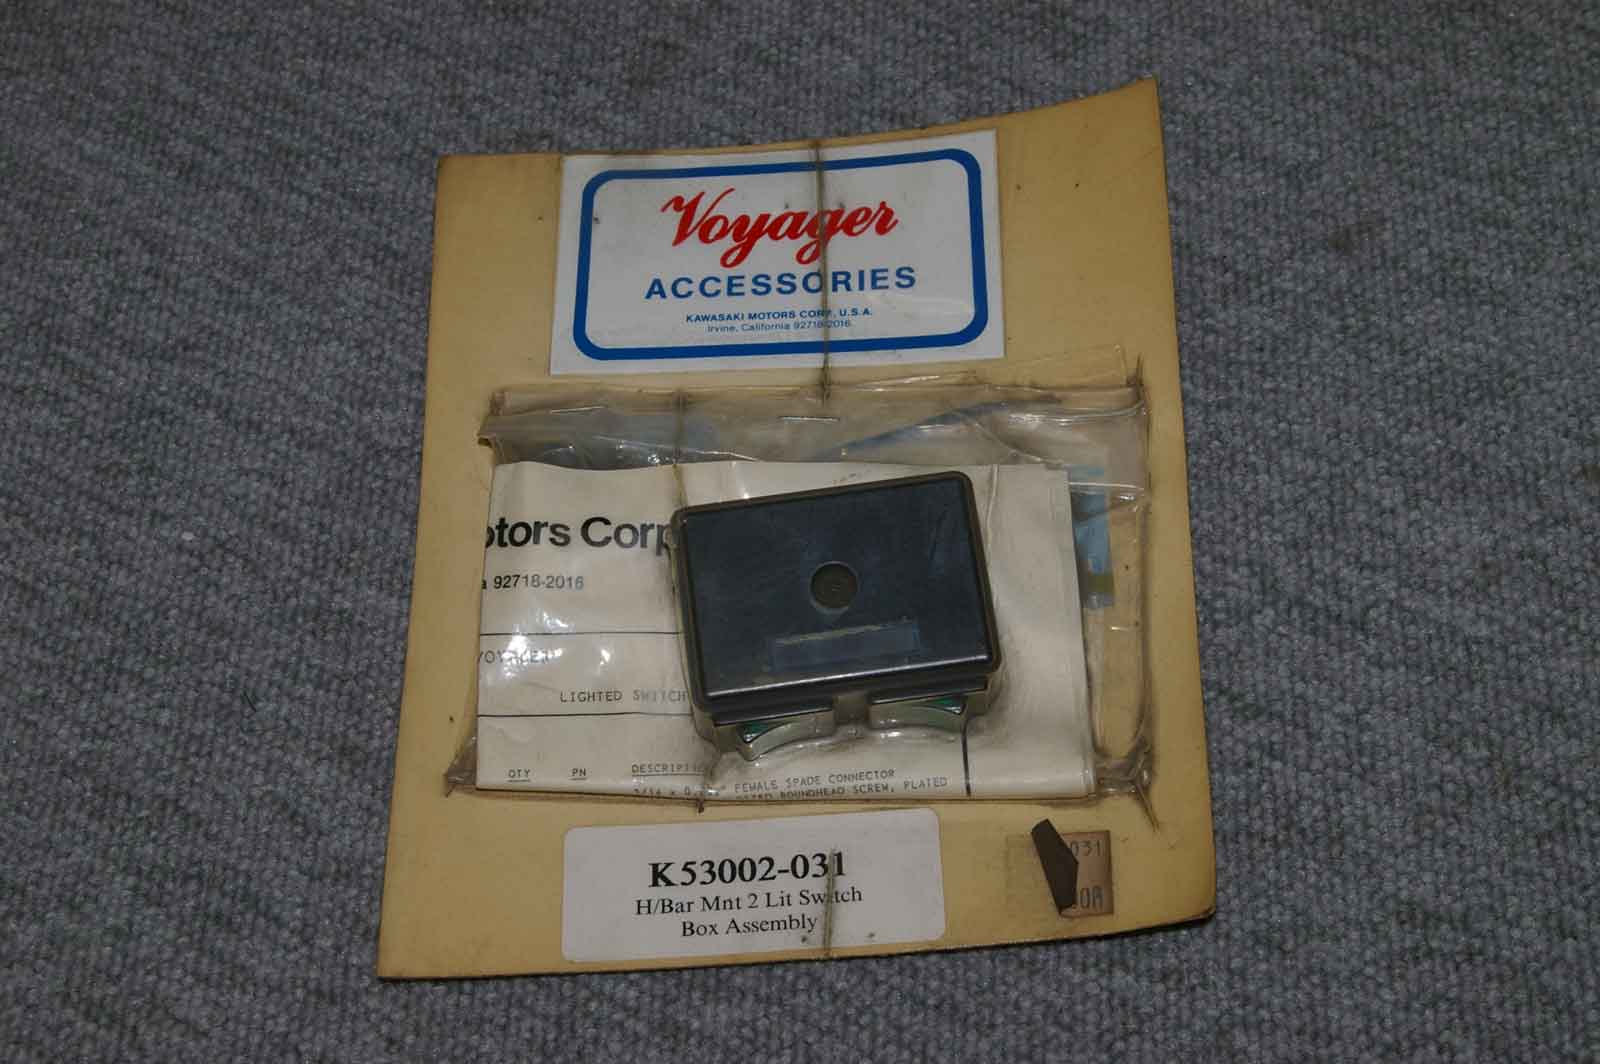 Voyager
ACCESSORIES
KAWASAKI MOTORS CORP., U.S.A.
Irvine, California 92718-2016
otors Corp
a 92718-2016
VOYAGER
LIGHTED SWITCH
QTY PN DESCRIPTI
FEMALE SPADE CONNECTOR
ROUNDHEAD SCREW, PLATED
K53002-031
H/Bar Mnt 2 Lit Switch
Box Assembly
031